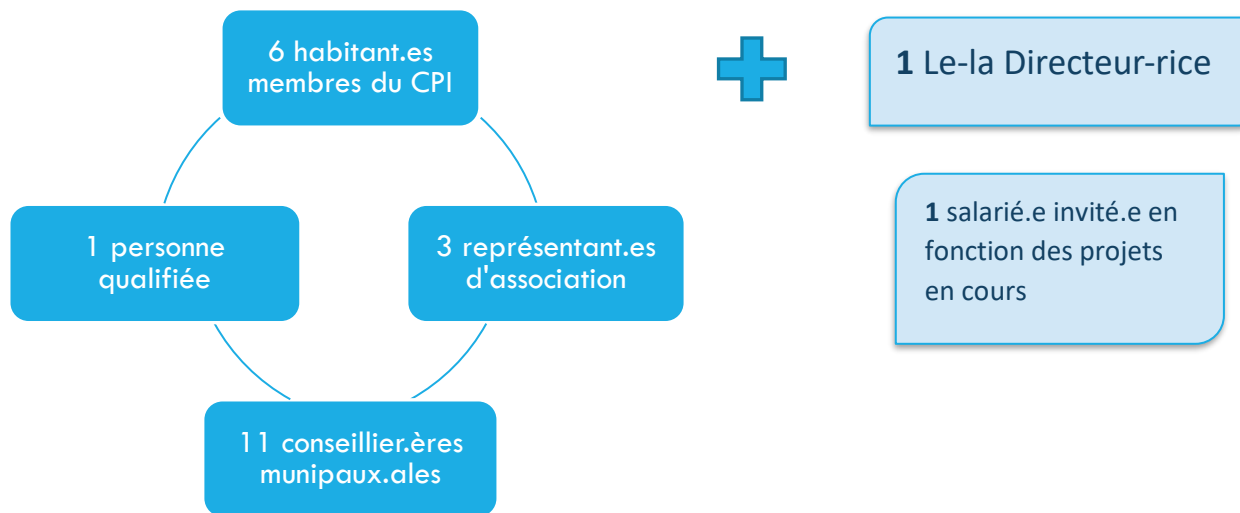 6 habitant.es
membres du CPI
1 Le-la Directeur-rice
1 personne
qualifiée
3 représentant.es
d'association
1 salarié.e invité.e en
fonction des projets
en cours
11 conseillier.ères
munipaux.ales